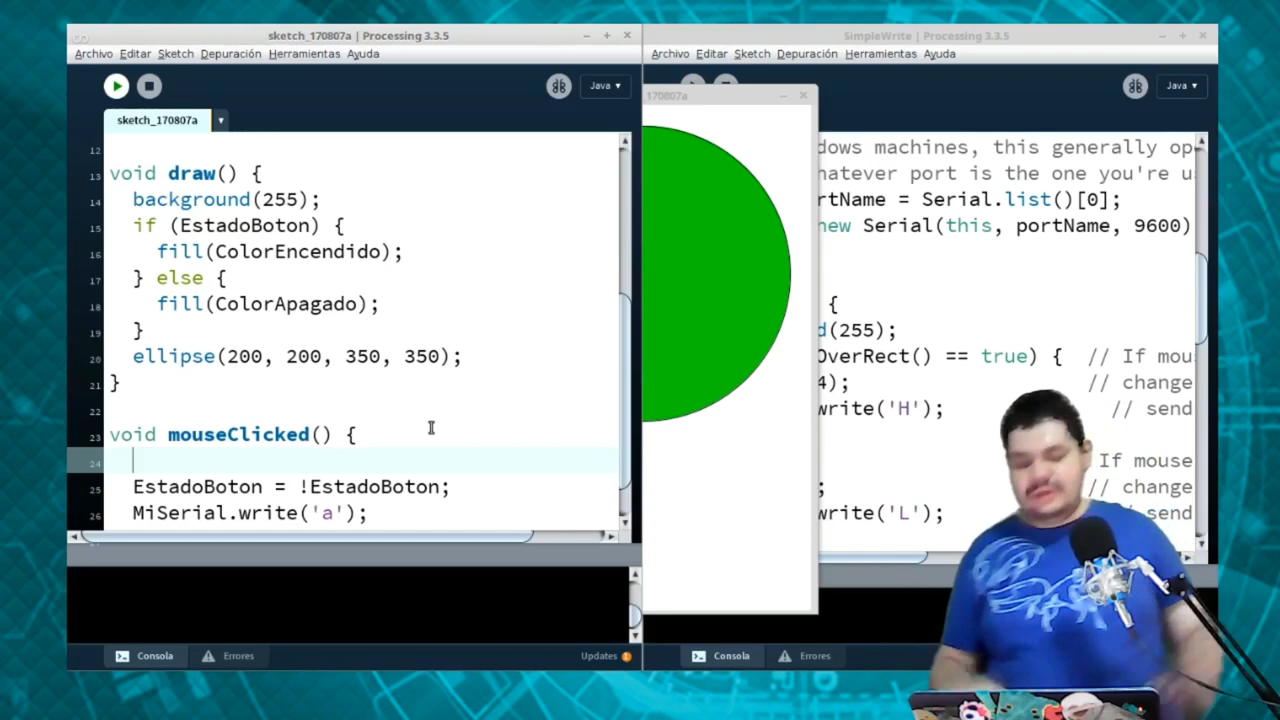 sketch_170807a | Processing 3.3.5
Archivo Editar Sketch Depuración Herramientas Ayuda
Java
sketch_170807a
12
13 void draw() {
14 background(255);
15 if (EstadoBoton) {
16 fill(ColorEncendido);
17 } else {
18 fill(ColorApagado);
19 }
20 ellipse(200, 200, 350, 350);
21 }
22
23 void mouseClicked() {
24
25 EstadoBoton = !EstadoBoton;
26 MiSerial.write('a');
Consola Errores Updates 1
SimpleWrite | Processing 3.3.5
Archivo Editar Sketch Depuración Herramientas Ayuda
Java
170807a
dows machines, this generally op
hatever port is the one you're u
rtName = Serial.list()[0];
new Serial(this, portName, 9600)
{
d(255);
OverRect() == true) { // If mou
4); // change
write('H'); // send
If mouse
; // change
write('L'); // send
Consola Errores